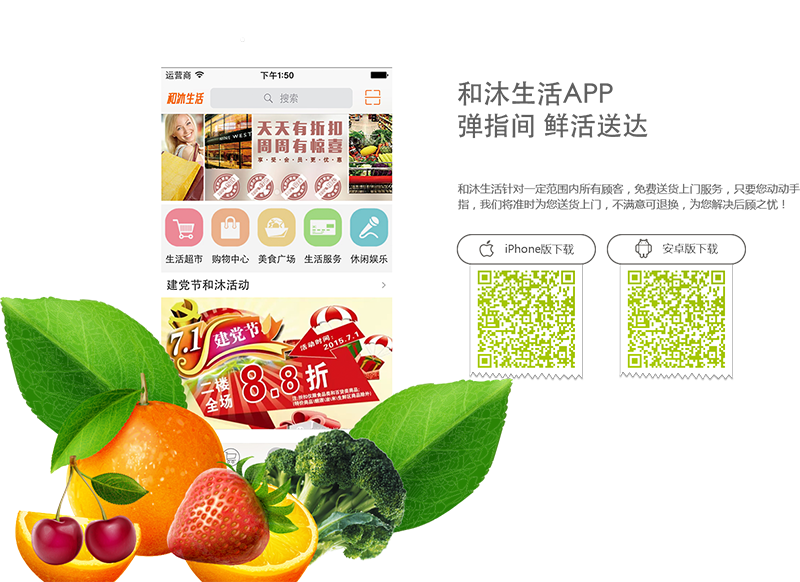 运营商
下午1:50
和沐生活
搜索
NINE WEST
天天有折扣
周周有惊喜
享·受·会·员·更·优·惠
生活超市
购物中心
美食广场
生活服务
休闲娱乐
建党节和沐活动
7.1
建党节
活动时间：
2015.7.1
二楼
全场
8.8折
和沐生活APP
弹指间 鲜活送达
和沐生活针对一定范围内所有顾客，免费送货上门服务，只要您动动手
指，我们将准时为您送货上门，不满意可退换，为您解决后顾之忧！
iPhone版下载
安卓版下载